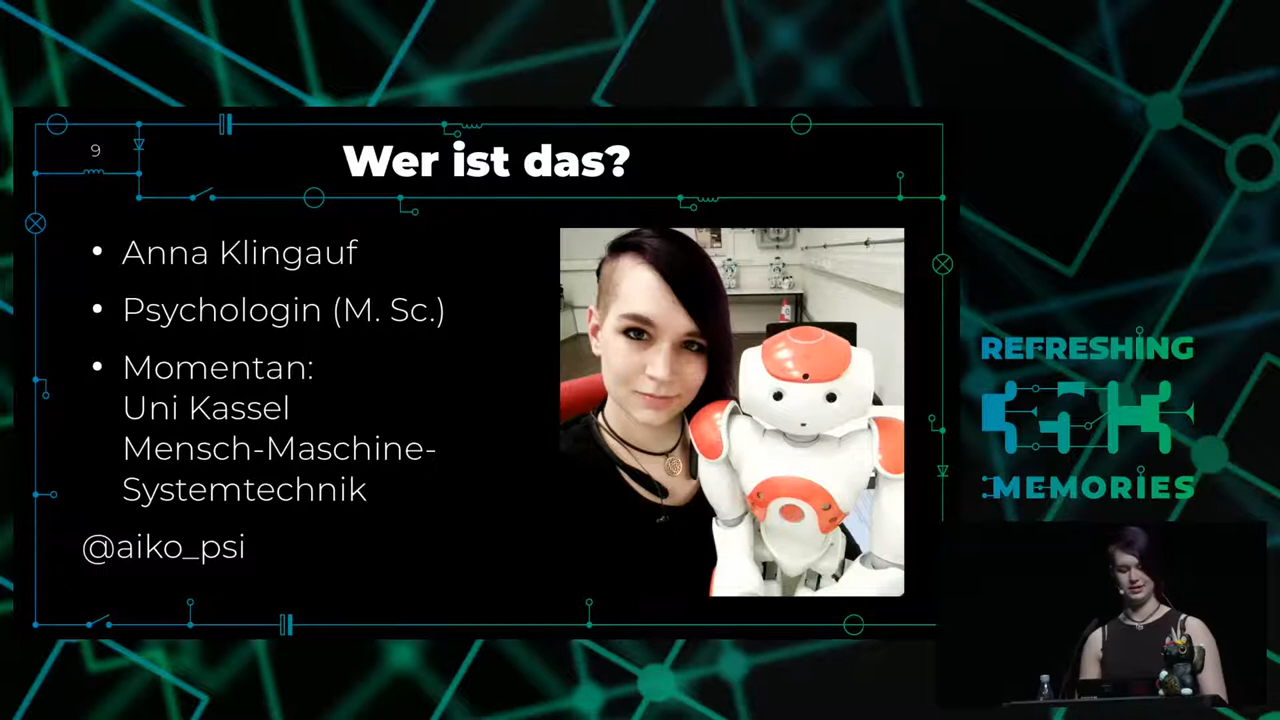 9
Wer ist das?
• Anna Klingauf
• Psychologin (M. Sc.)
• Momentan:
Uni Kassel
Mensch-Maschine-
Systemtechnik
@aiko_psi
REFRESHING
MEMORIES